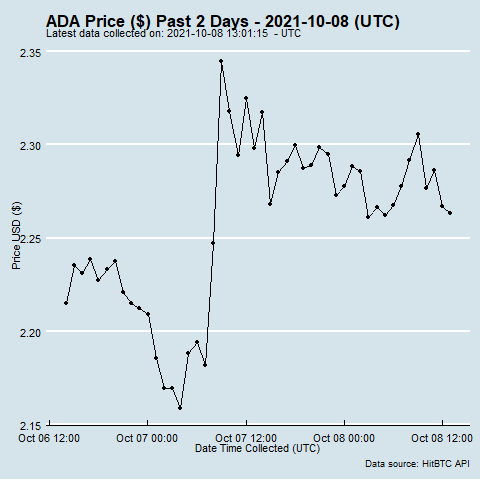 ADA Price ($) Past 2 Days - 2021-10-08 (UTC)
Latest data collected on: 2021-10-08 13:01:15  - UTC
2.35
2.30
2.25
2.20
2.15
Price USD ($)
Oct 06 12:00 Oct 07 00:00 Oct 07 12:00 Oct 08 00:00 Oct 08 12:00
Date Time Collected (UTC)
Data source: HitBTC API